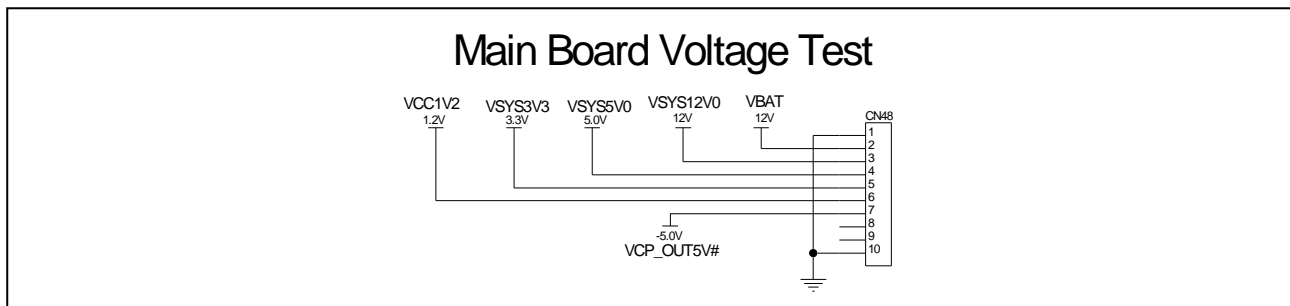 Main Board Voltage Test
VCC1V2
1.2V
VSYS3V3
3.3V
VSYS5V0
5.0V
VSYS12V0
12V
VBAT
12V
CN48
1
2
3
4
5
6
7
8
9
10
-5.0V
VCP_OUT5V#